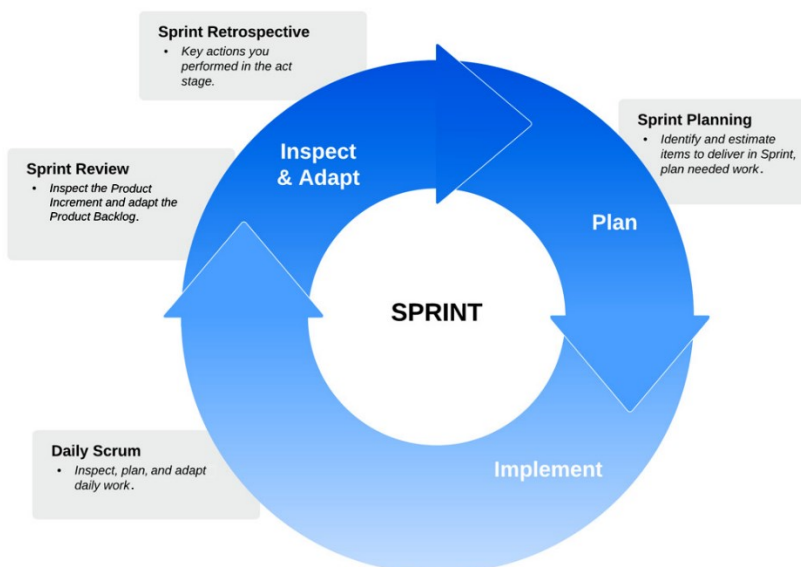 Sprint Retrospective
• Key actions you
performed in the act
stage.
Sprint Planning
• Identify and estimate
items to deliver in Sprint,
plan needed work.
Inspect
& Adapt
Sprint Review
• Inspect the Product
Increment and adapt the
Product Backlog.
Plan
SPRINT
Daily Scrum
• Inspect, plan, and adapt
daily work.
Implement